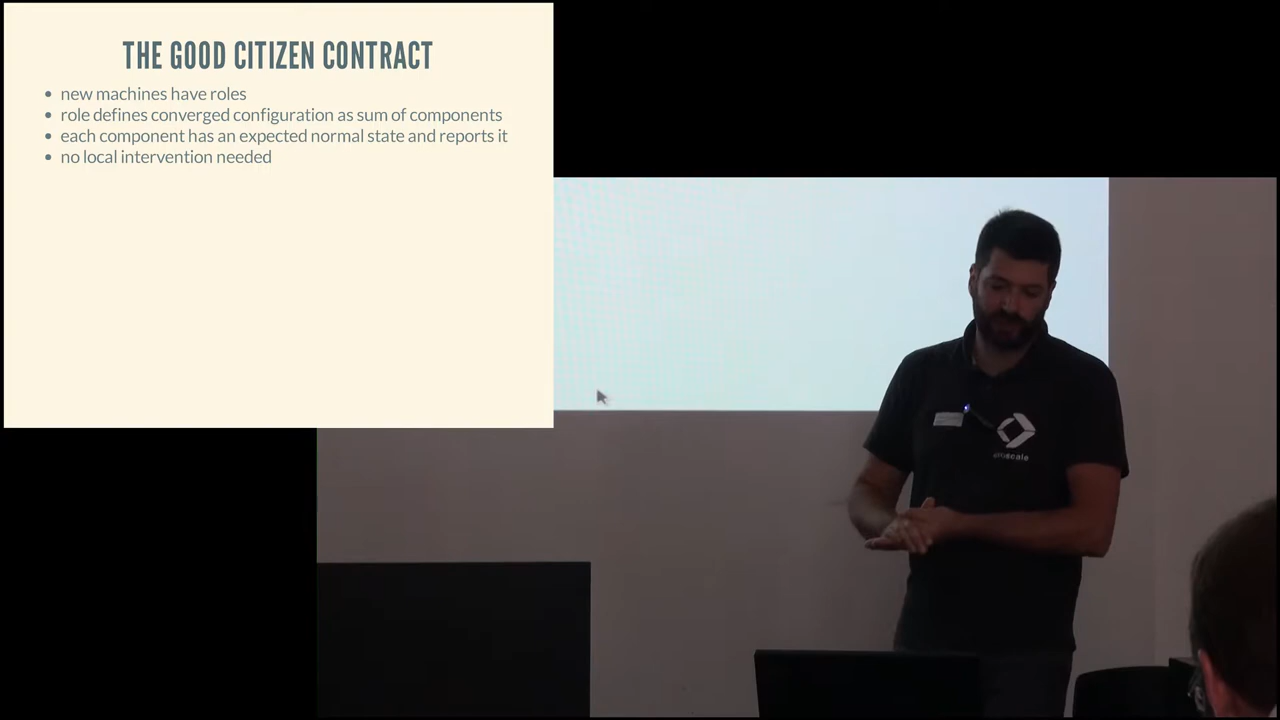 THE GOOD CITIZEN CONTRACT
new machines have roles
role defines converged configuration as sum of components
each component has an expected normal state and reports it
no local intervention needed